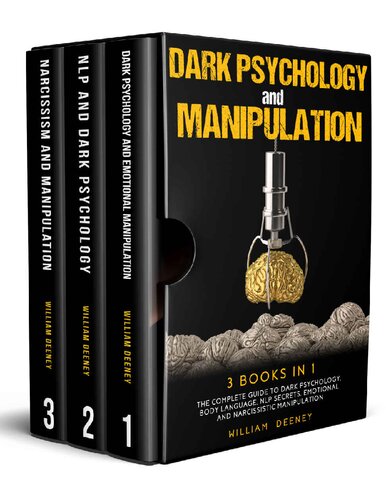 NARCISSISM AND MANIPULATION
WILLIAM DEENEY
3
NLP AND DARK PSYCHOLOGY
WILLIAM DEENEY
2
DARK PSYCHOLOGY AND EMOTIONAL MANIPULATION
WILLIAM DEENEY
1
DARK PSYCHOLOGY
and
MANIPULATION
3 BOOKS IN 1
THE COMPLETE GUIDE TO DARK PSYCHOLOGY,
BODY LANGUAGE, NLP SECRETS, EMOTIONAL
AND NARCISSISTIC MANIPULATION
WILLIAM DEENEY